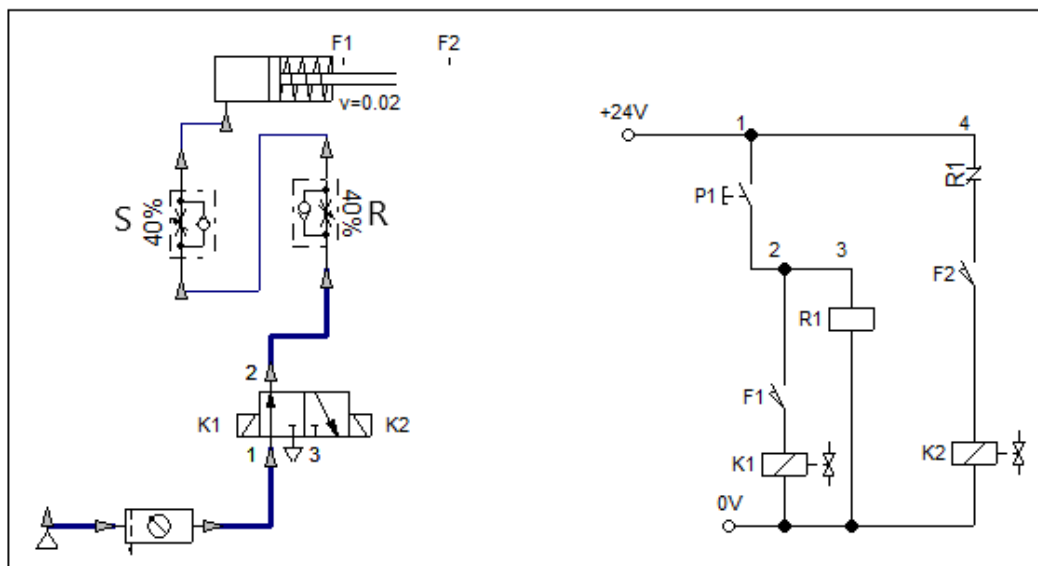 F1 F2
v=0.02
S 40% 40% R
2
K1 K2
1 3
+24V 1 4
P1 R1
2 3
F2
R1
F1
K1 K2
0V